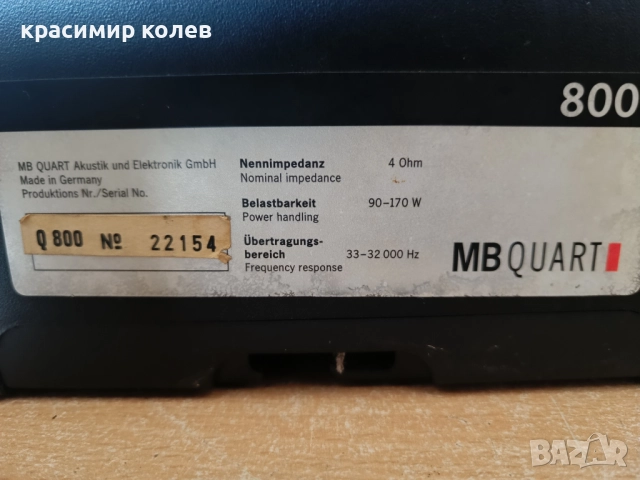 красимир колев
800
MB QUART Akustik und Elektronik GmbH
Made in Germany
Produktions Nr./Serial No.
Q 800 Nº 22154
Nennimpedanz 4 Ohm
Nominal impedance
Belastbarkeit 90–170 W
Power handling
Übertragungs-
bereich 33–32 000 Hz
Frequency response
MB QUART
BAZAR